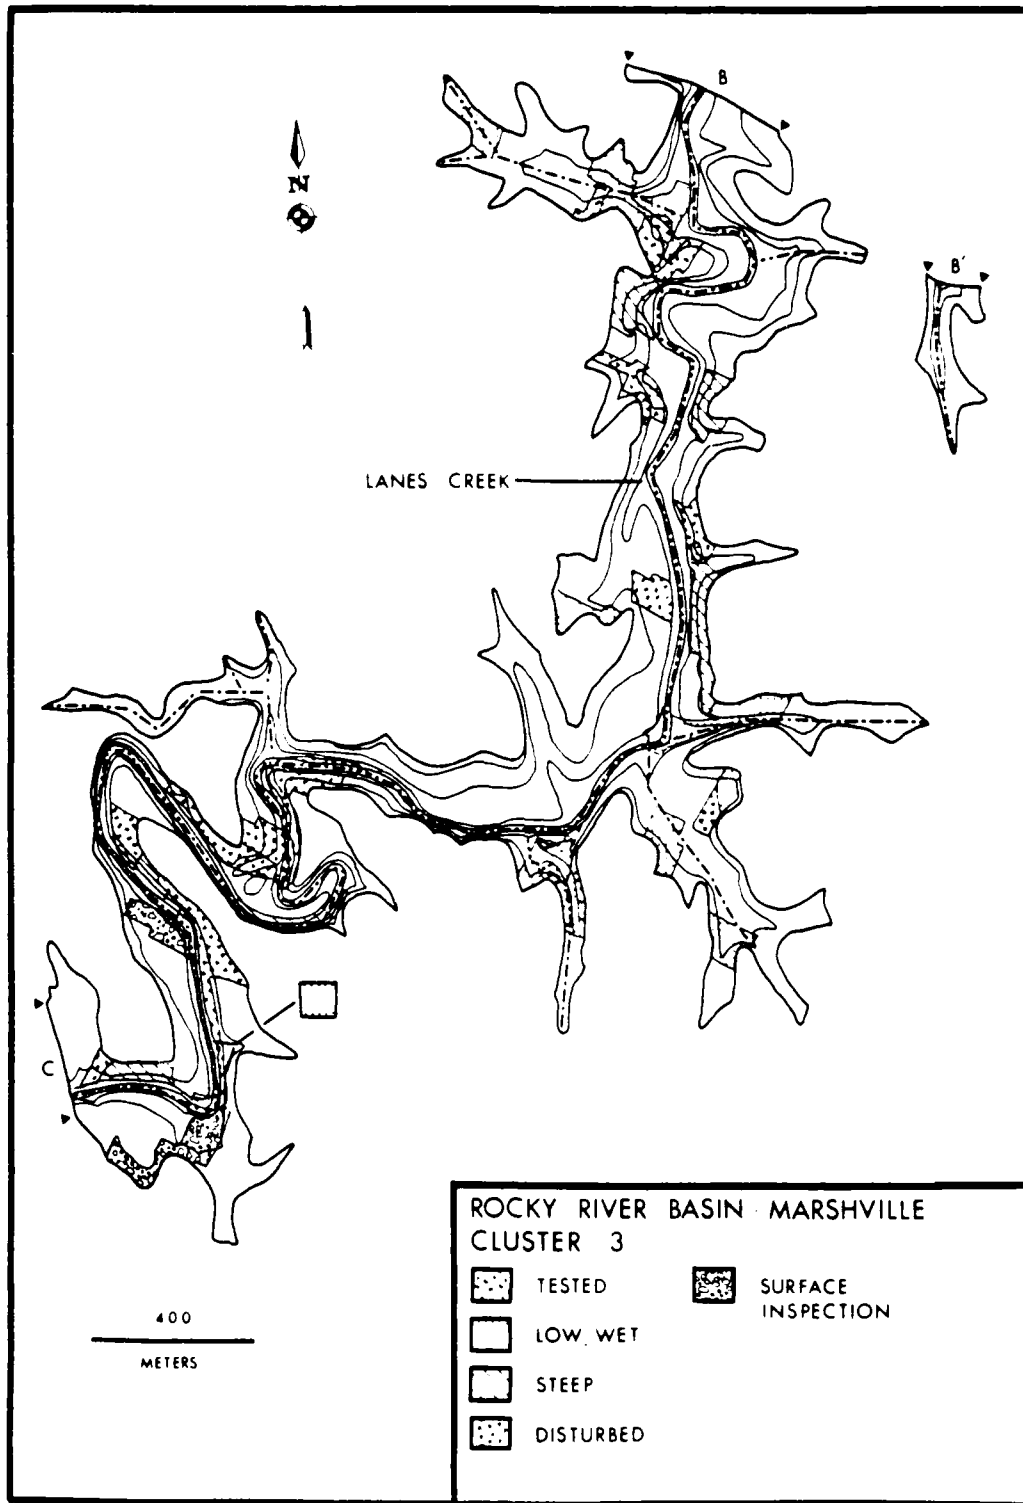 B
N
B'
LANES CREEK
C
ROCKY RIVER BASIN MARSHVILLE
CLUSTER 3
TESTED
SURFACE
INSPECTION
LOW, WET
STEEP
DISTURBED
400
METERS